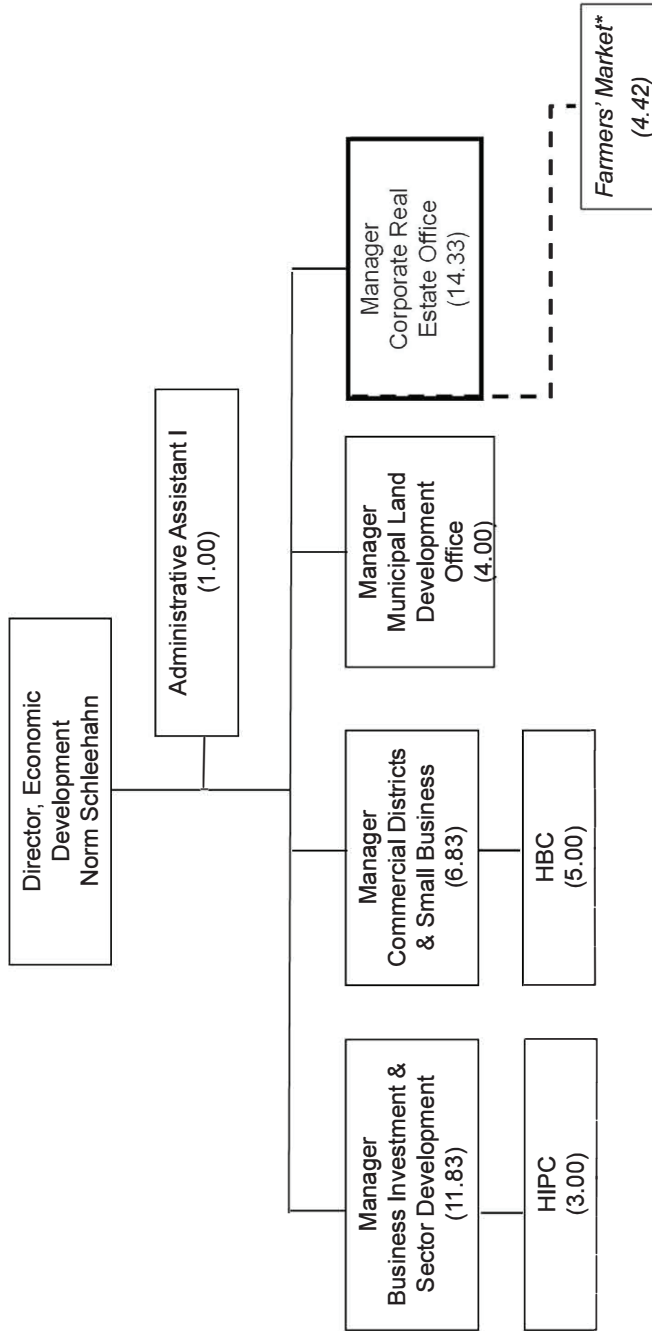 Director, Economic
Development
Norm Schleehahn
Administrative Assistant I
(1.00)
Manager
Business Investment &
Sector Development
(11.83)
Manager
Commercial Districts
& Small Business
(6.83)
Manager
Municipal Land
Development
Office
(4.00)
Manager
Corporate Real
Estate Office
(14.33)
HIPC
(3.00)
HBC
(5.00)
Farmers' Market*
(4.42)